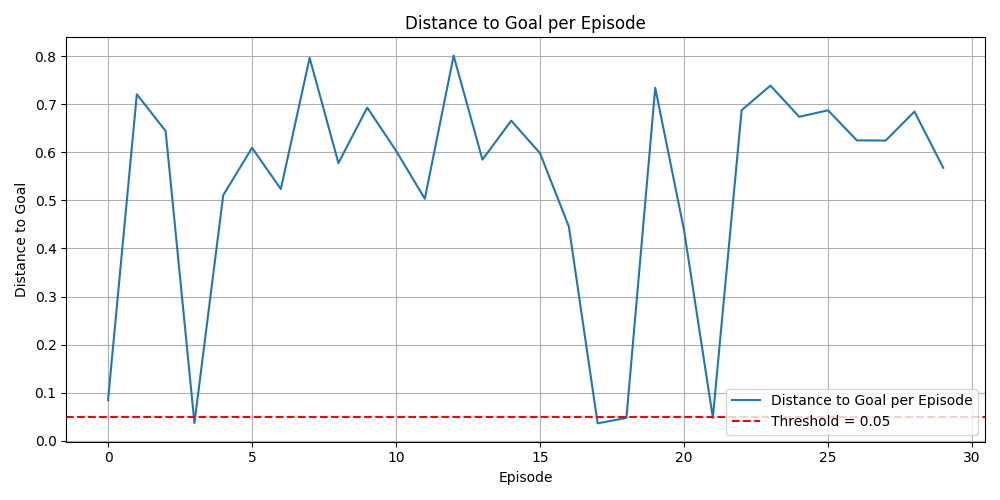 Distance to Goal per Episode
Distance to Goal
0.8
0.7
0.6
0.5
0.4
0.3
0.2
0.1
0.0
Distance to Goal per Episode
Threshold = 0.05
0 5 10 15 20 25 30
Episode